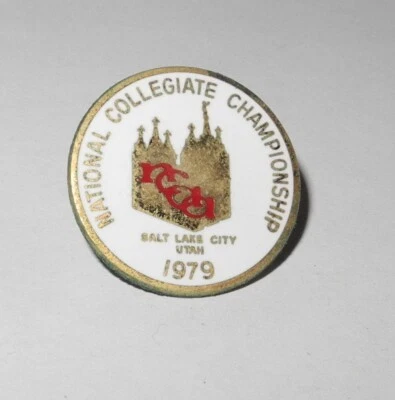 NATIONAL COLLEGIATE CHAMPIONSHIP
ncaa
SALT LAKE CITY
UTAH
1979